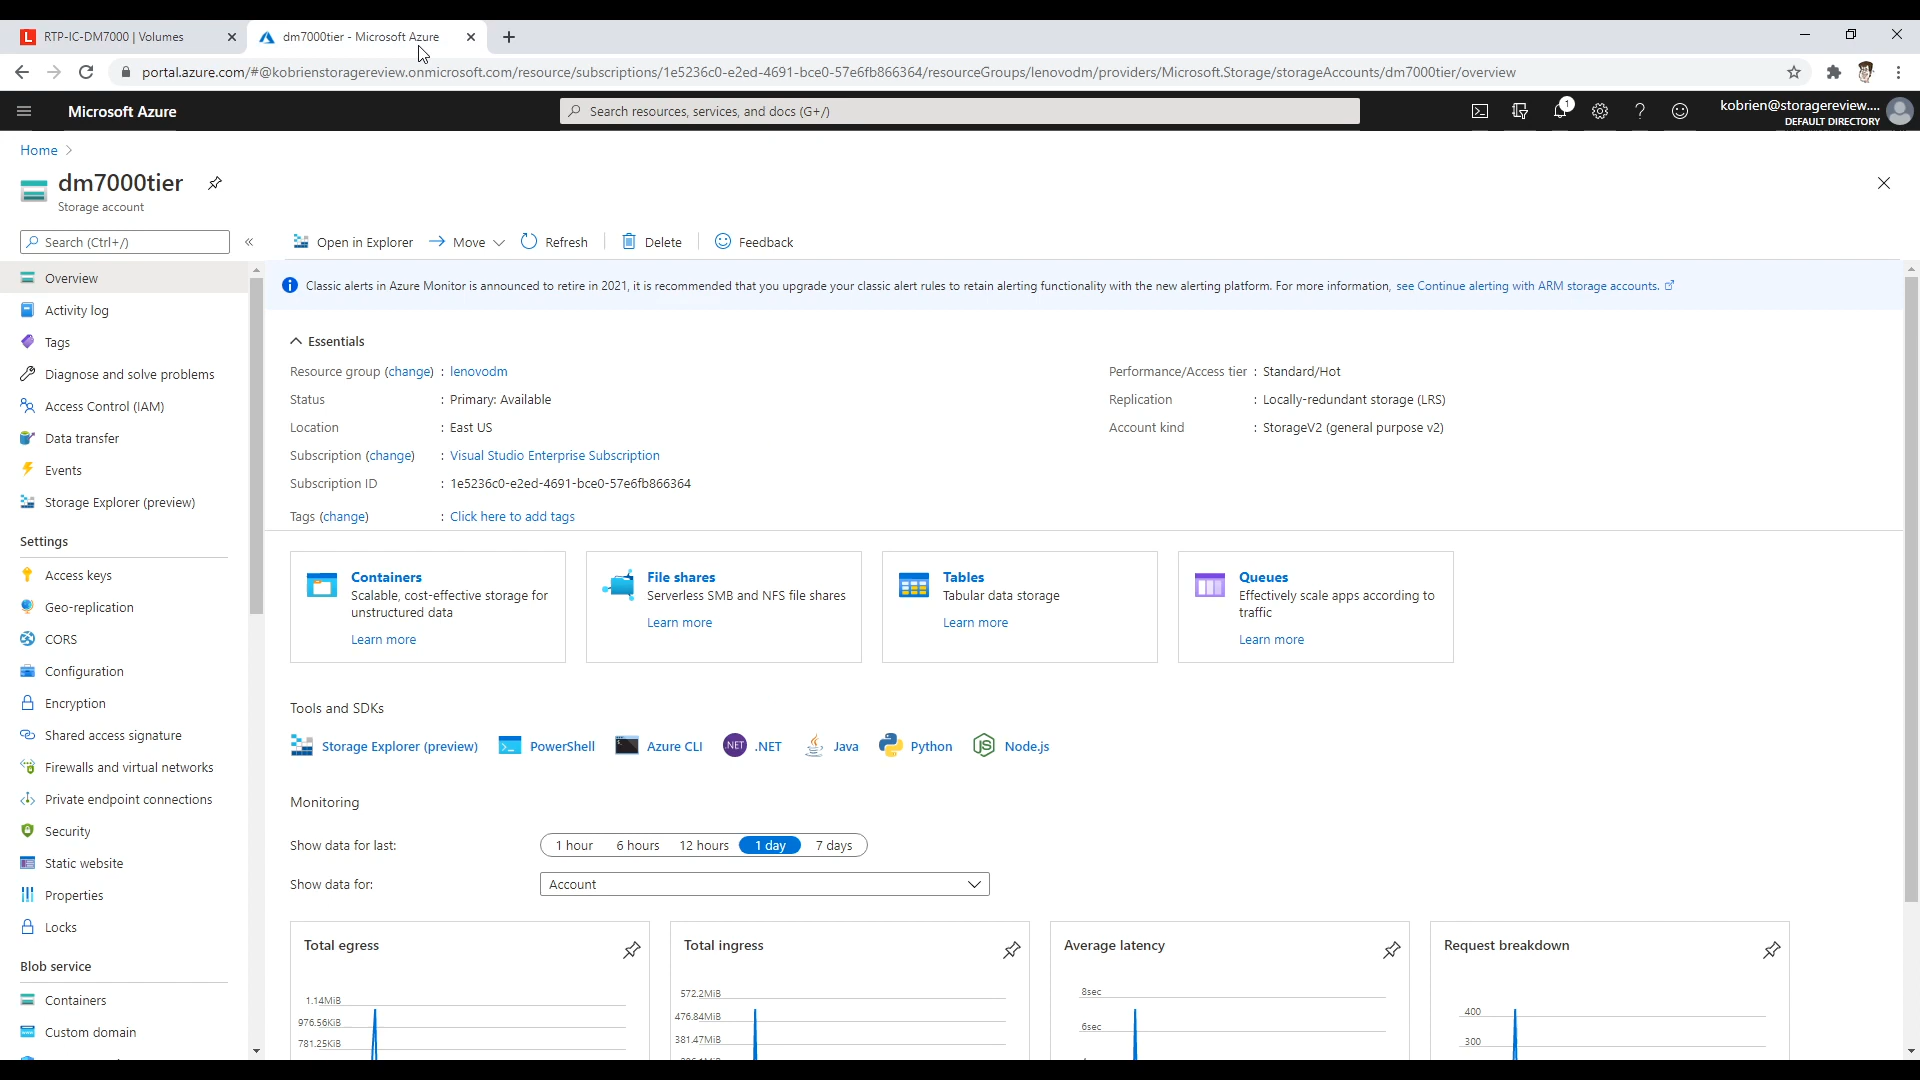 RTP-IC-DM7000 | Volumes
dm7000tier - Microsoft Azure
portal.azure.com/#@kobrienstoragereview.onmicrosoft.com/resource/subscriptions/1e5236c0-e2ed-4691-bce0-57e6fb866364/resourceGroups/lenovodm/providers/Microsoft.Storage/storageAccounts/dm7000tier/overview
Microsoft Azure
Search resources, services, and docs (G+/)
1
kobrien@storagereview....
DEFAULT DIRECTORY
Home
dm7000tier
Storage account
Search (Ctrl+/)
Open in Explorer
Move
Refresh
Delete
Feedback
Overview
Activity log
Tags
Diagnose and solve problems
Access Control (IAM)
Data transfer
Events
Storage Explorer (preview)
Settings
Access keys
Geo-replication
CORS
Configuration
Encryption
Shared access signature
Firewalls and virtual networks
Private endpoint connections
Security
Static website
Properties
Locks
Blob service
Containers
Custom domain
Classic alerts in Azure Monitor is announced to retire in 2021, it is recommended that you upgrade your classic alert rules to retain alerting functionality with the new alerting platform. For more information, see Continue alerting with ARM storage accounts.
Essentials
Resource group (change) : lenovodm
Status : Primary: Available
Location : East US
Subscription (change) : Visual Studio Enterprise Subscription
Subscription ID : 1e5236c0-e2ed-4691-bce0-57e6fb866364
Tags (change) : Click here to add tags
Performance/Access tier : Standard/Hot
Replication : Locally-redundant storage (LRS)
Account kind : StorageV2 (general purpose v2)
Containers
Scalable, cost-effective storage for
unstructured data
Learn more
File shares
Serverless SMB and NFS file shares
Learn more
Tables
Tabular data storage
Learn more
Queues
Effectively scale apps according to
traffic
Learn more
Tools and SDKs
Storage Explorer (preview)
PowerShell
Azure CLI
NET
.NET
Java
Python
Node.js
Monitoring
Show data for last:
1 hour
6 hours
12 hours
1 day
7 days
Show data for:
Account
Total egress
1.14MiB
976.56KiB
781.25KiB
Total ingress
572.2MiB
476.84MiB
381.47MiB
Average latency
8sec
6sec
Request breakdown
400
300